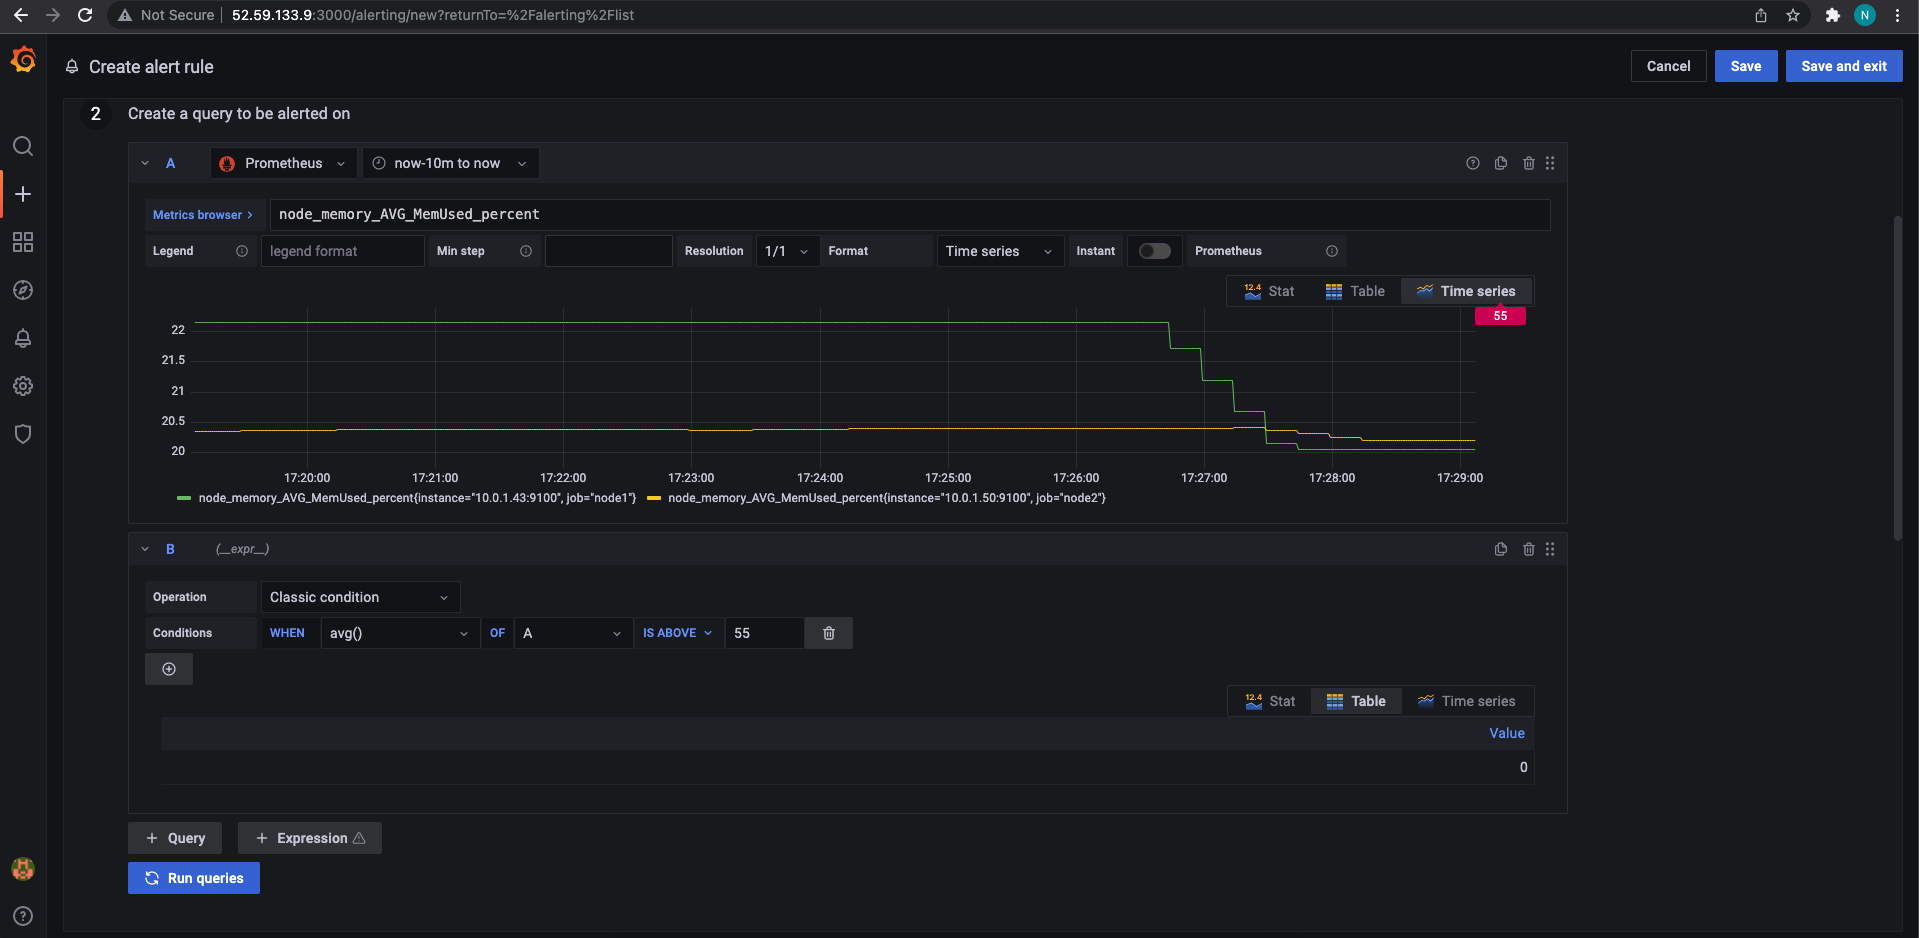 Not Secure | 52.59.133.9:3000/alerting/new?returnTo=%2Falerting%2Flist
N
Create alert rule
Cancel
Save
Save and exit
2 Create a query to be alerted on
A Prometheus now-10m to now
Metrics browser > node_memory_AVG_MemUsed_percent
Legend legend format Min step Resolution 1/1 Format Time series Instant Prometheus
12.4 Stat Table Time series
55
22
21.5
21
20.5
20
17:20:00 17:21:00 17:22:00 17:23:00 17:24:00 17:25:00 17:26:00 17:27:00 17:28:00 17:29:00
node_memory_AVG_MemUsed_percent{instance="10.0.1.43:9100", job="node1"} node_memory_AVG_MemUsed_percent{instance="10.0.1.50:9100", job="node2"}
B (__expr__)
Operation Classic condition
Conditions WHEN avg() OF A IS ABOVE 55
12.4 Stat Table Time series
Value
0
+ Query + Expression
Run queries